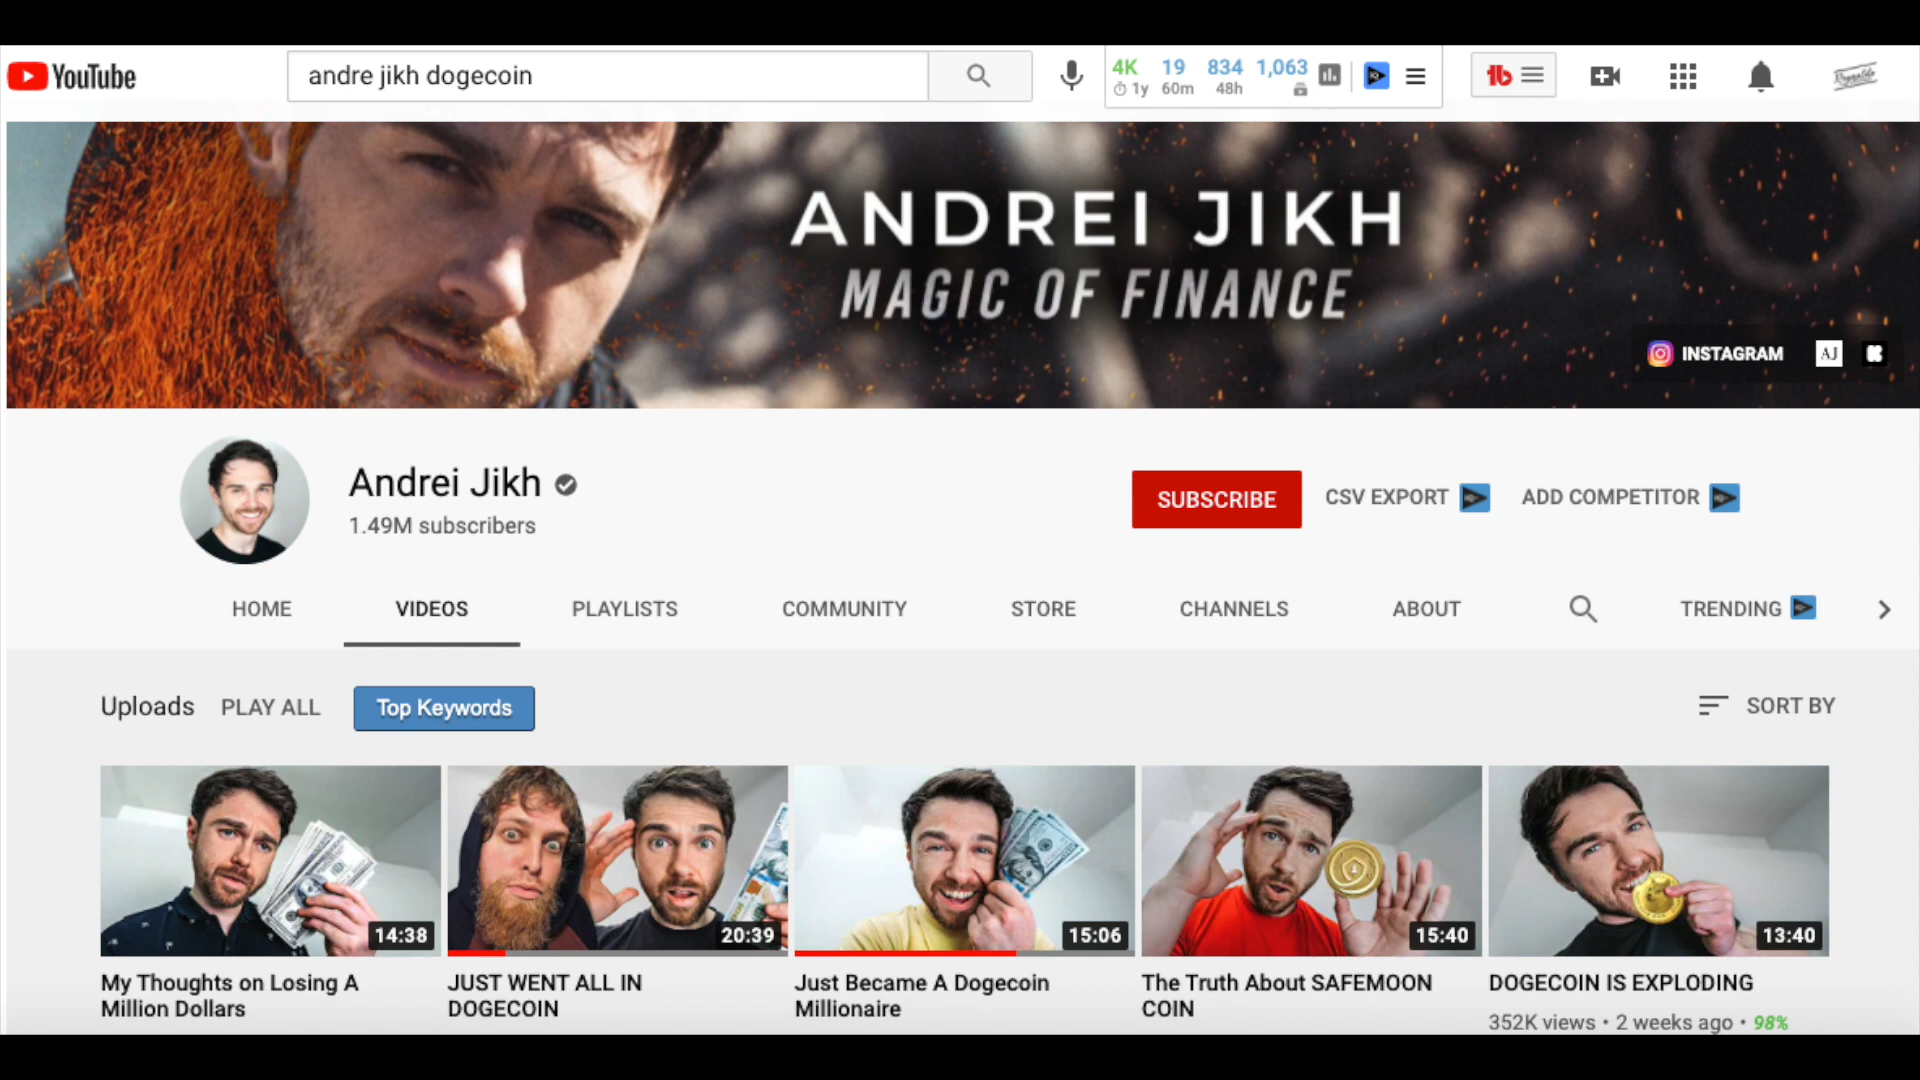 YouTube
andre jikh dogecoin
4K 19 834 1,063
1y 60m 48h
ANDREI JIKH
MAGIC OF FINANCE
INSTAGRAM AJ
Andrei Jikh
1.49M subscribers
SUBSCRIBE CSV EXPORT ADD COMPETITOR
HOME VIDEOS PLAYLISTS COMMUNITY STORE CHANNELS ABOUT TRENDING
Uploads PLAY ALL Top Keywords SORT BY
14:38 20:39 15:06 15:40 13:40
My Thoughts on Losing A
Million Dollars
JUST WENT ALL IN
DOGECOIN
Just Became A Dogecoin
Millionaire
The Truth About SAFEMOON
COIN
DOGECOIN IS EXPLODING
352K views • 2 weeks ago • 98%